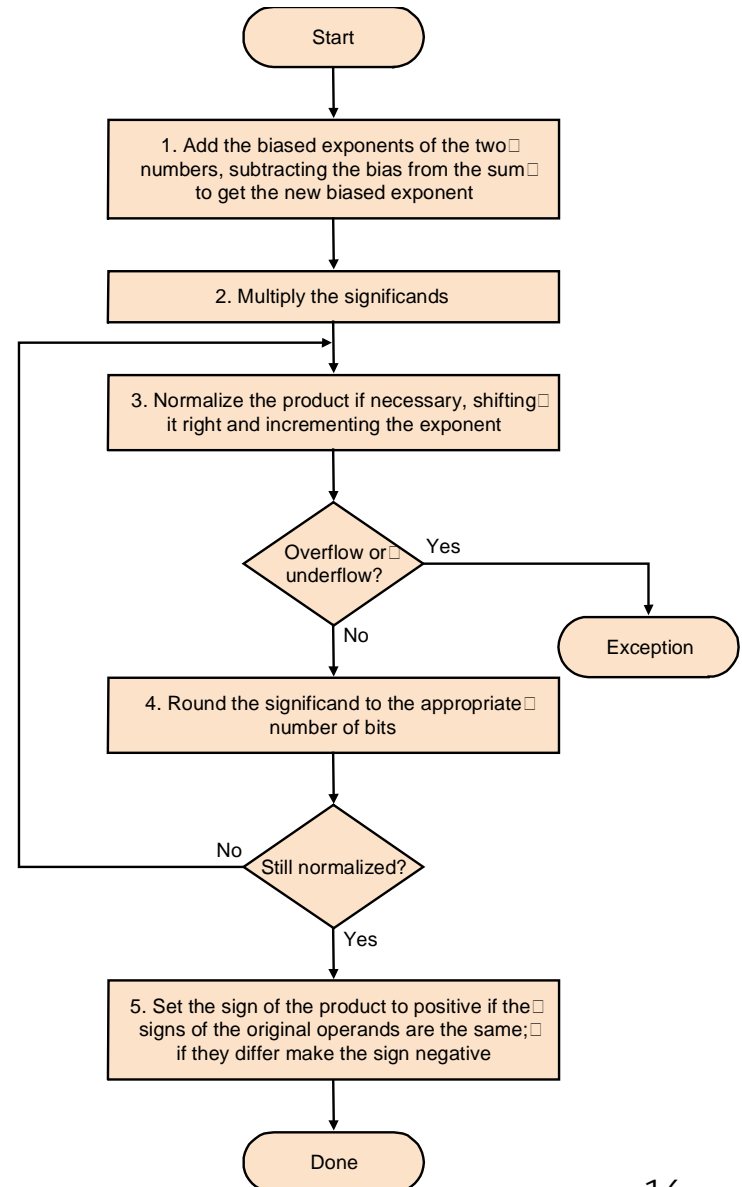 Start
1. Add the biased exponents of the two□
numbers, subtracting the bias from the sum□
to get the new biased exponent
2. Multiply the significands
3. Normalize the product if necessary, shifting□
it right and incrementing the exponent
Overflow or□
underflow?
Yes
No
Exception
4. Round the significand to the appropriate□
number of bits
No
Still normalized?
Yes
5. Set the sign of the product to positive if the□
signs of the original operands are the same;□
if they differ make the sign negative
Done